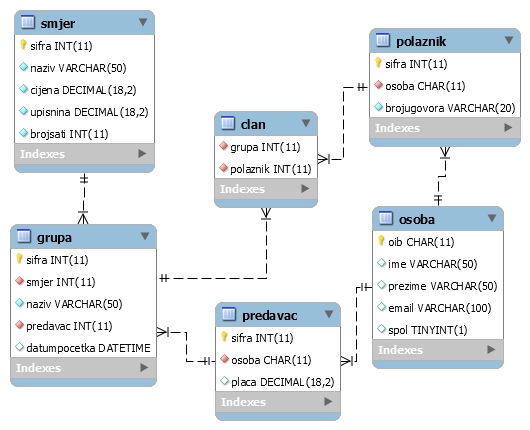 smjer
sifra INT(11)
naziv VARCHAR(50)
cijena DECIMAL(18,2)
upisnina DECIMAL(18,2)
brojsati INT(11)
Indexes
polaznik
sifra INT(11)
osoba CHAR(11)
brojugovora VARCHAR(20)
Indexes
clan
grupa INT(11)
polaznik INT(11)
Indexes
grupa
sifra INT(11)
smjer INT(11)
naziv VARCHAR(50)
predavac INT(11)
datumpocetka DATETIME
Indexes
osoba
oib CHAR(11)
ime VARCHAR(50)
prezime VARCHAR(50)
email VARCHAR(100)
spol TINYINT(1)
Indexes
predavac
sifra INT(11)
osoba CHAR(11)
placa DECIMAL(18,2)
Indexes